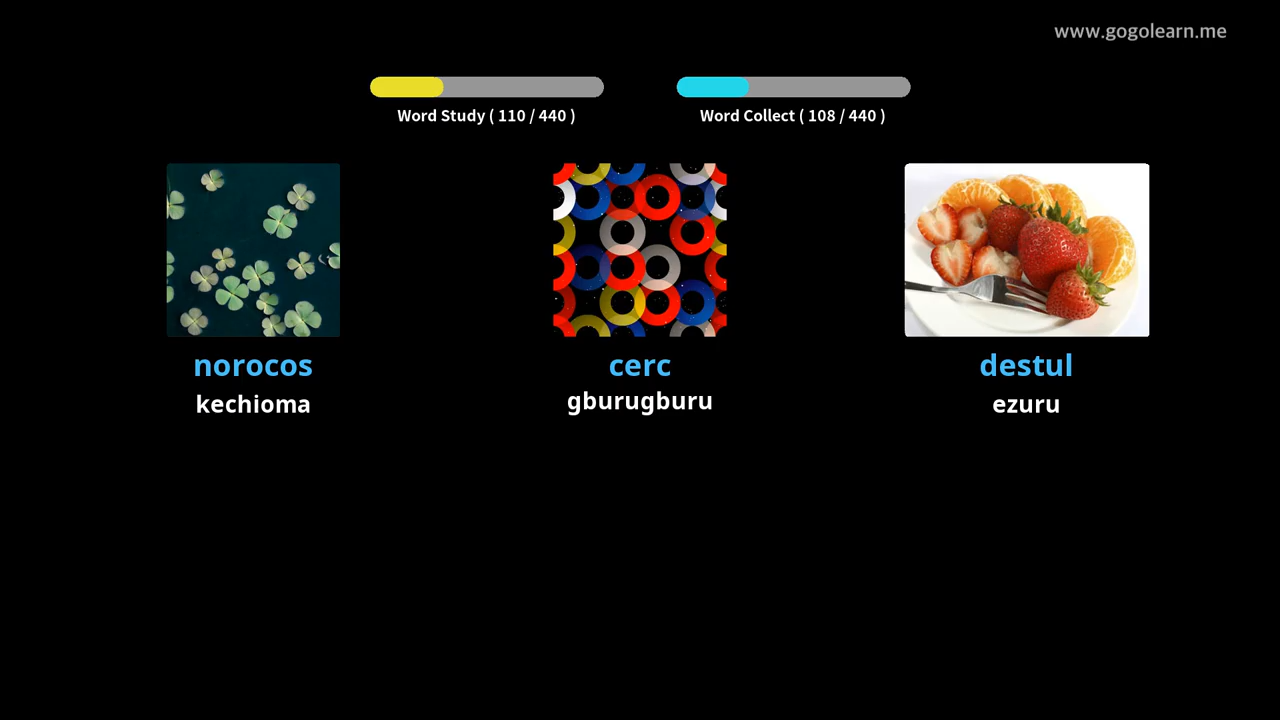 www.gogolearn.me
Word Study ( 110 / 440 )
Word Collect ( 108 / 440 )
norocos
kechioma
cerc
gburugburu
destul
ezuru